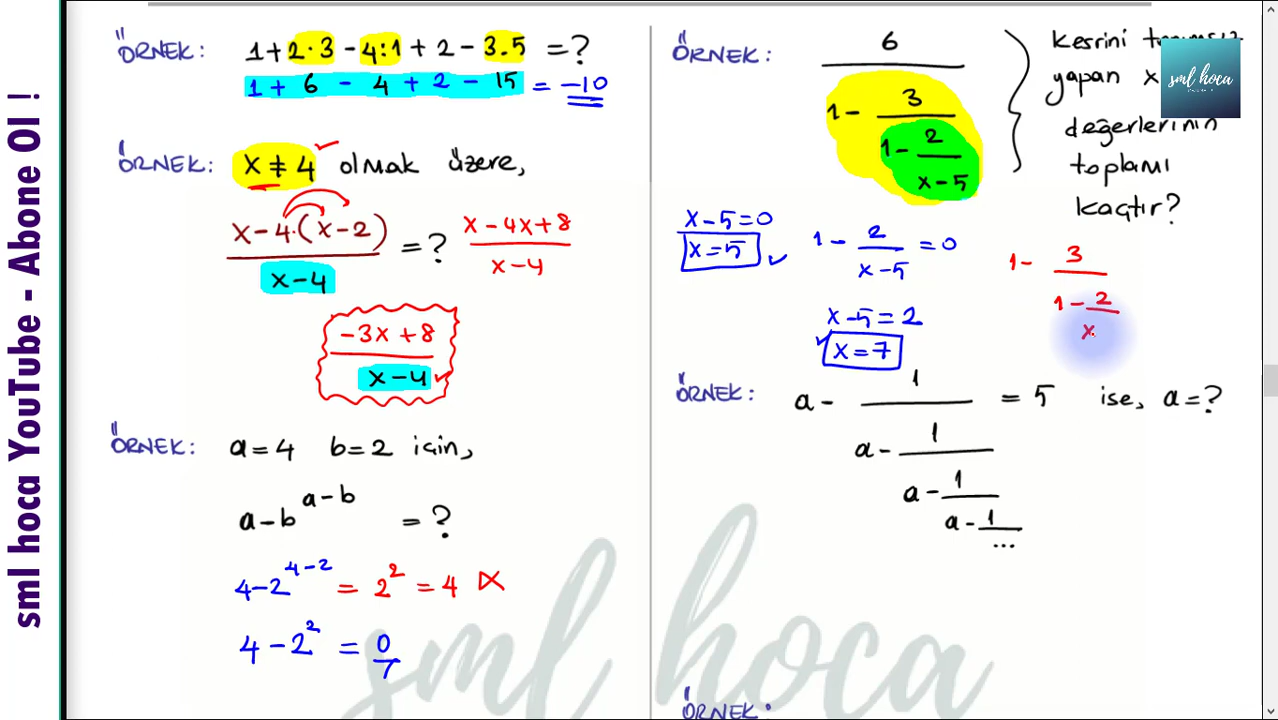 sml hoca YouTube - Abone Ol !
ÖRNEK: 1+2·3-4:1+2-3.5 =?
1+6-4+2-15 = -10
ÖRNEK: x≠4 olmak üzere,
x-4·(x-2)
x-4
= ?
x-4x+8
x-4
-3x+8
x-4
ÖRNEK: a=4 b=2 için,
a-b^{a-b} = ?
4-2^{4-2} = 2^2 = 4
4-2^2 = 0
ÖRNEK:
6
1- 3
1- 2
x-5
kesrini
yapan x
değerlerinin
toplamı
kaçtır?
sml hoca
x-5=0
x=5
1- 2
x-5
=0
x-5=2
x=7
1- 3
1- 2
x
ÖRNEK: a- 1 = 5 ise, a=?
a- 1
a- 1
a- 1
...
sml hoca
ÖRNEK: